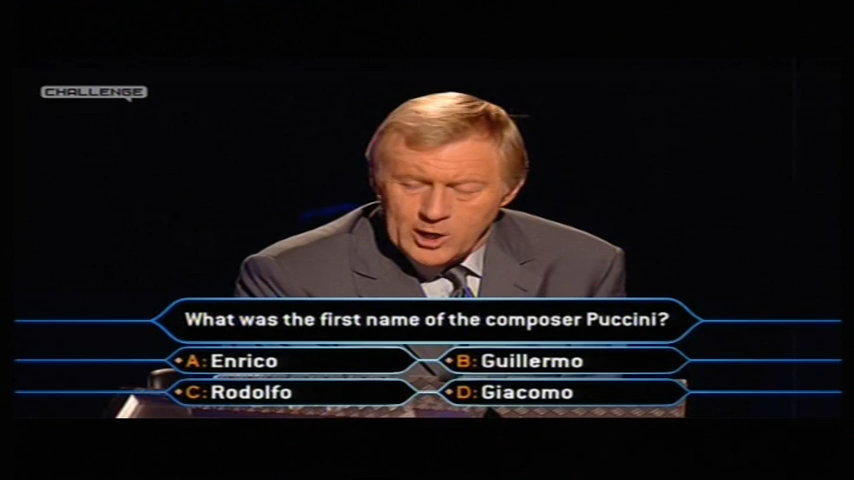 CHALLENGE
What was the first name of the composer Puccini?
A: Enrico
B: Guillermo
C: Rodolfo
D: Giacomo